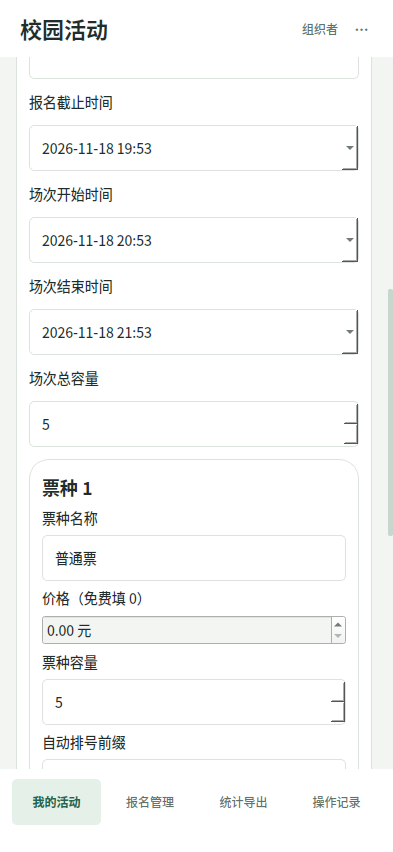 校园活动
组织者 ···
报名截止时间
2026-11-18 19:53
场次开始时间
2026-11-18 20:53
场次结束时间
2026-11-18 21:53
场次总容量
5
票种 1
票种名称
普通票
价格（免费填 0）
0.00 元
票种容量
5
自动排号前缀
我的活动
报名管理
统计导出
操作记录